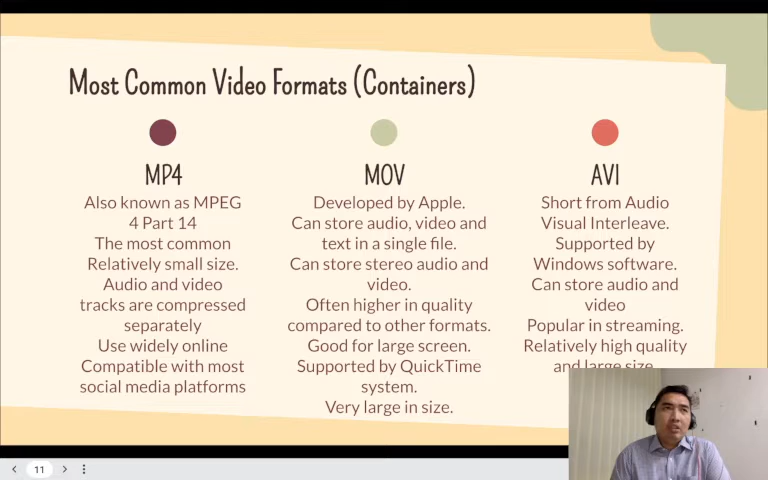 Most Common Video Formats (Containers)
MP4
Also known as MPEG
4 Part 14
The most common
Relatively small size.
Audio and video
tracks are compressed
separately
Use widely online
Compatible with most
social media platforms
MOV
Developed by Apple.
Can store audio, video and
text in a single file.
Can store stereo audio and
video.
Often higher in quality
compared to other formats.
Good for large screen.
Supported by QuickTime
system.
Very large in size.
AVI
Short from Audio
Visual Interleave.
Supported by
Windows software.
Can store audio and
video
Popular in streaming.
Relatively high quality
and large size
11